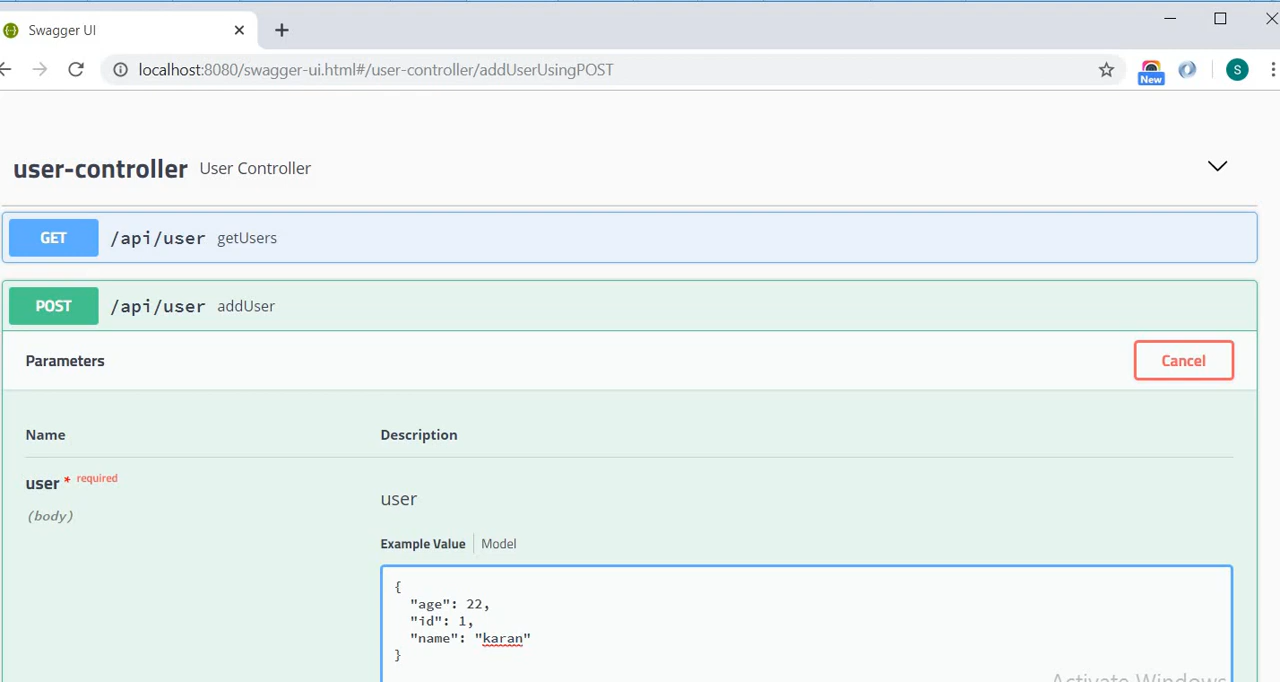 Swagger UI
localhost:8080/swagger-ui.html#/user-controller/addUserUsingPOST
New
S
user-controller User Controller
GET /api/user getUsers
POST /api/user addUser
Parameters Cancel
Name Description
user * required
(body)
user
Example Value Model
{
"age": 22,
"id": 1,
"name": "karan"
}
Activate Windows